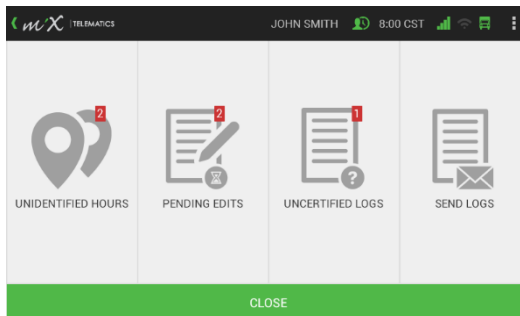 miX TELEMATICS JOHN SMITH 8:00 CST
2 2 1
UNIDENTIFIED HOURS PENDING EDITS UNCERTIFIED LOGS SEND LOGS
CLOSE